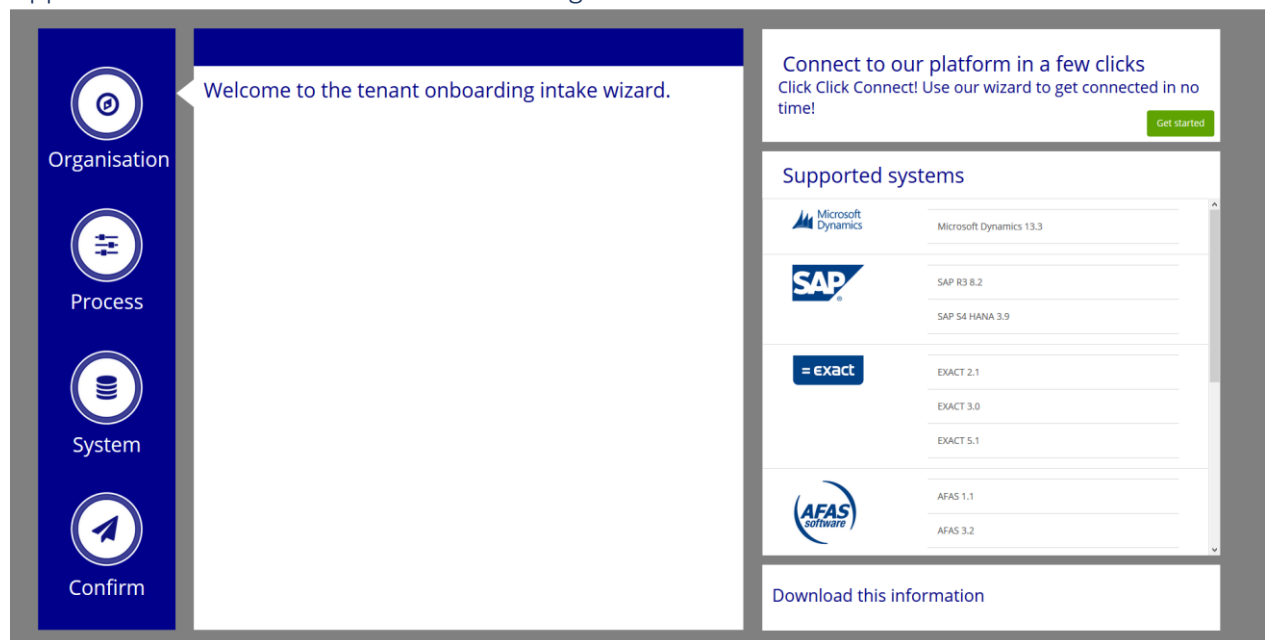 Organisation
Process
System
Confirm
Welcome to the tenant onboarding intake wizard.
Connect to our platform in a few clicks
Click Click Connect! Use our wizard to get connected in no
time!
Get started
Supported systems
Microsoft
Dynamics
Microsoft Dynamics 13.3
SAP
®
SAP R3 8.2
SAP S4 HANA 3.9
= exact
EXACT 2.1
EXACT 3.0
EXACT 5.1
AFAS
software
AFAS 1.1
AFAS 3.2
Download this information